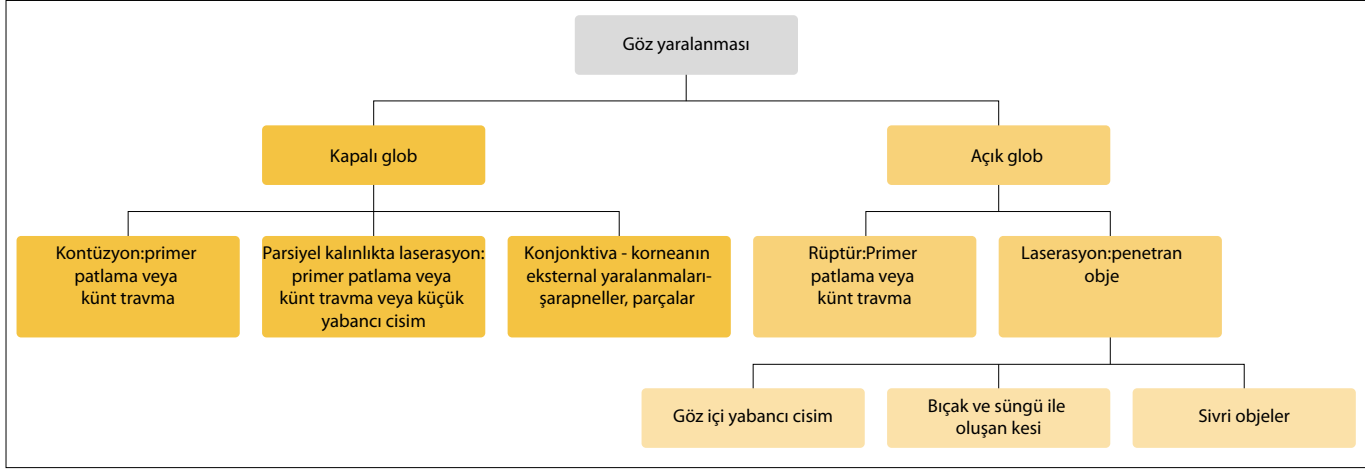 Göz yaralanması
Kapalı glob
Açık glob
Kontüzyon:primer
patlama veya
künt travma
Parsiyel kalınlıkta laserasyon:
primer patlama veya
künt travma veya küçük
yabancı cisim
Konjonktiva - korneanın
eksternal yaralanmaları-
şarapneller, parçalar
Rüptür:Primer
patlama veya
künt travma
Laserasyon:penetran
obje
Göz içi yabancı cisim
Bıçak ve süngü ile
oluşan kesi
Sivri objeler